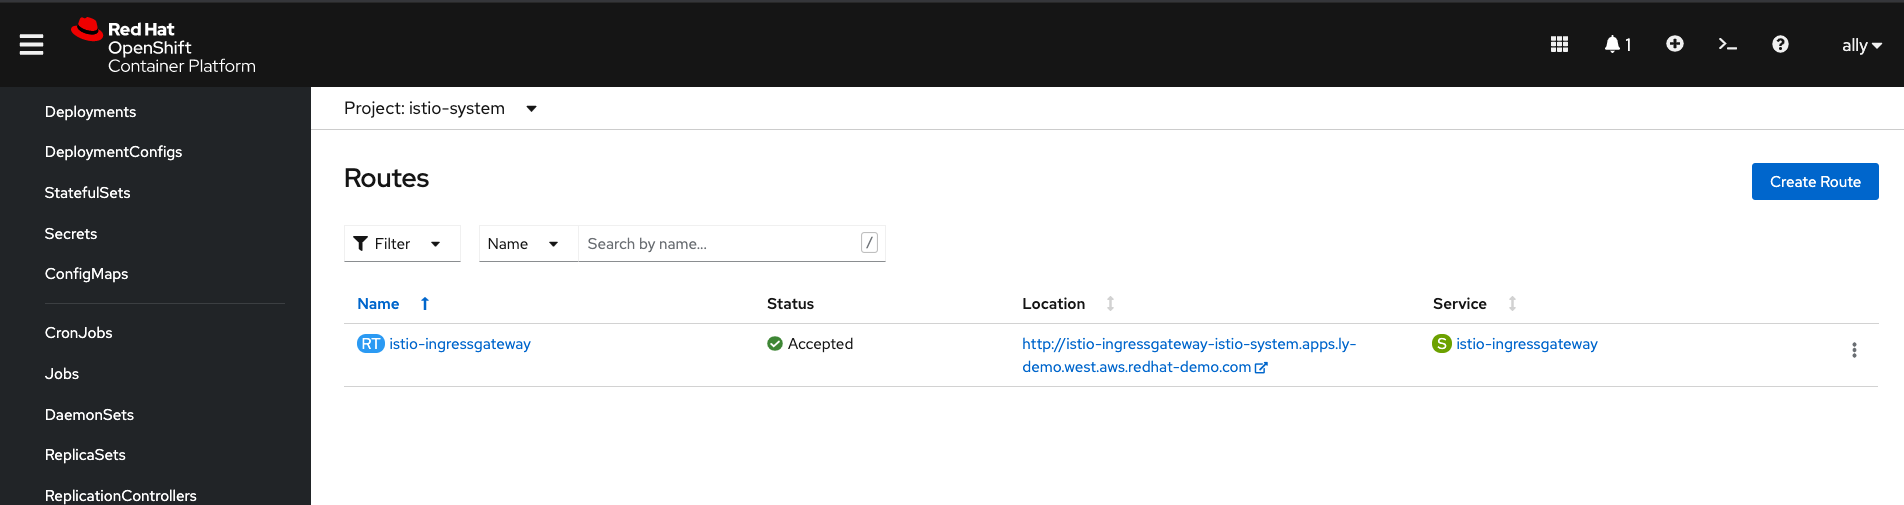 Red Hat
OpenShift
Container Platform
1
ally
Deployments
DeploymentConfigs
StatefulSets
Secrets
ConfigMaps
CronJobs
Jobs
DaemonSets
ReplicaSets
ReplicationControllers
Project: istio-system
Routes
Create Route
Filter
Name
Search by name...
/
Name Status Location Service
RT istio-ingressgateway
Accepted
http://istio-ingressgateway-istio-system.apps.ly-
demo.west.aws.redhat-demo.com
S istio-ingressgateway